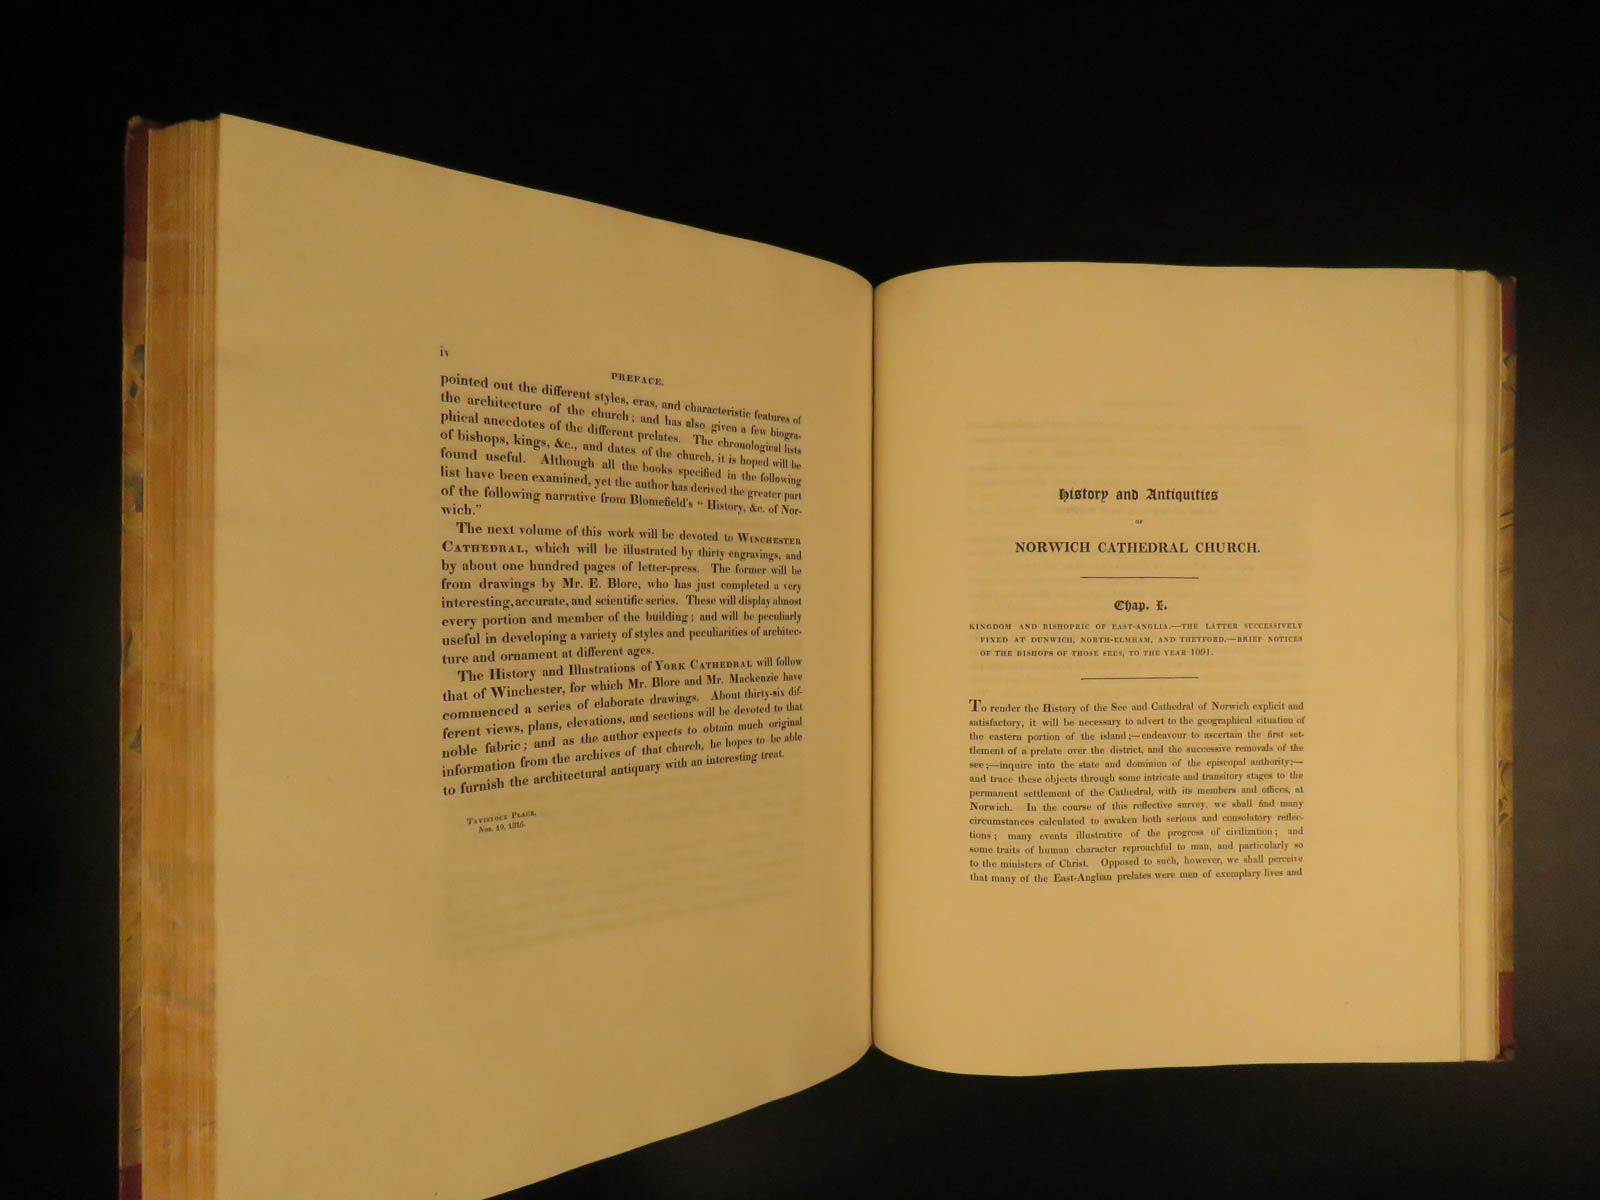 iv
PREFACE.
pointed out the different styles, eras, and characteristic features of
the architecture of the church; and has also given a few biogra-
phical anecdotes of the different prelates. The chronological lists
of bishops, kings, &c., and dates of the church, it is hoped will be
found useful. Although all the books specified in the following
list have been examined, yet the author has derived the greater part
of the following narrative from Blomefield's " History, &c. of Nor-
wich."
The next volume of this work will be devoted to WINCHESTER
CATHEDRAL, which will be illustrated by thirty engravings, and
by about one hundred pages of letter-press. The former will be
from drawings by Mr. E. Blore, who has just completed a very
interesting, accurate, and scientific series. These will display almost
every portion and member of the building; and will be peculiarly
useful in developing a variety of styles and peculiarities of architec-
ture and ornament at different ages.
The History and Illustrations of YORK CATHEDRAL will follow
that of Winchester, for which Mr. Blore and Mr. Mackenzie have
commenced a series of elaborate drawings. About thirty-six dif-
ferent views, plans, elevations, and sections will be devoted to that
noble fabric; and as the author expects to obtain much original
information from the archives of that church, he hopes to be able
to furnish the architectural antiquary with an interesting treat.
TAVISTOCK PLACE,
Nov. 19, 1816.
History and Antiquities
OF
NORWICH CATHEDRAL CHURCH.
Chap. I.
KINGDOM AND BISHOPRIC OF EAST-ANGLIA.—THE LATTER SUCCESSIVELY
FIXED AT DUNWICH, NORTH-ELMHAM, AND THETFORD.—BRIEF NOTICES
OF THE BISHOPS OF THOSE SEES, TO THE YEAR 1091.
To render the History of the See and Cathedral of Norwich explicit and
satisfactory, it will be necessary to advert to the geographical situation of
the eastern portion of the island;—endeavour to ascertain the first set-
tlement of a prelate over the district, and the successive removals of the
see;—inquire into the state and dominion of the episcopal authority;—
and trace these objects through some intricate and transitory stages to the
permanent settlement of the Cathedral, with its members and offices, at
Norwich. In the course of this reflective survey, we shall find many
circumstances calculated to awaken both serious and consolatory reflec-
tions; many events illustrative of the progress of civilization; and
some traits of human character reproachful to man, and particularly so
to the ministers of Christ. Opposed to such, however, we shall perceive
that many of the East-Anglian prelates were men of exemplary lives and